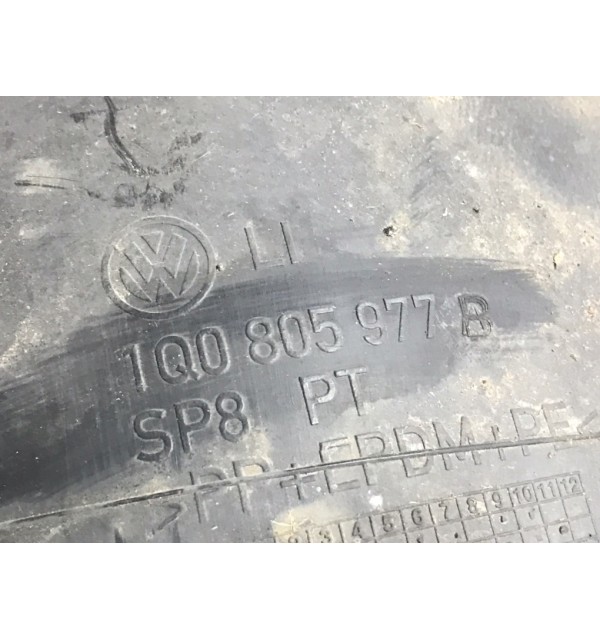 VW LI
1Q0 805 977 B
SP8 PT
>PP+EPDM+PE<
3 4 5 6 7 8 9 10 11 12